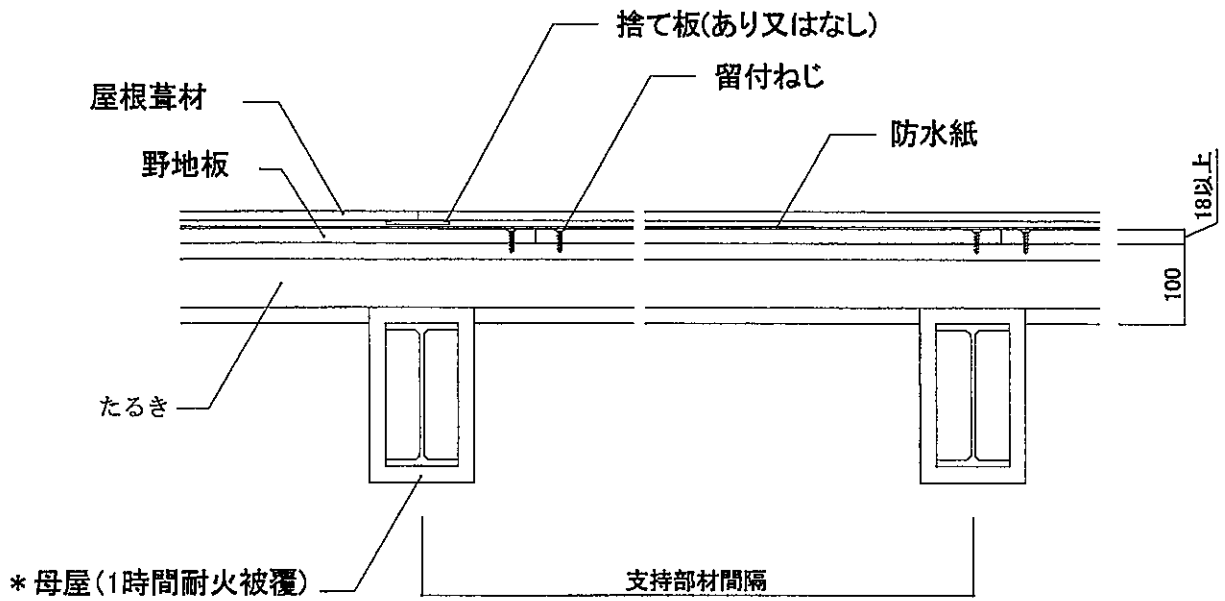 捨て板(あり又はなし)
留付ねじ
屋根葺材
防水紙
野地板
18以上
100
たるき
*母屋(1時間耐火被覆)
支持部材間隔